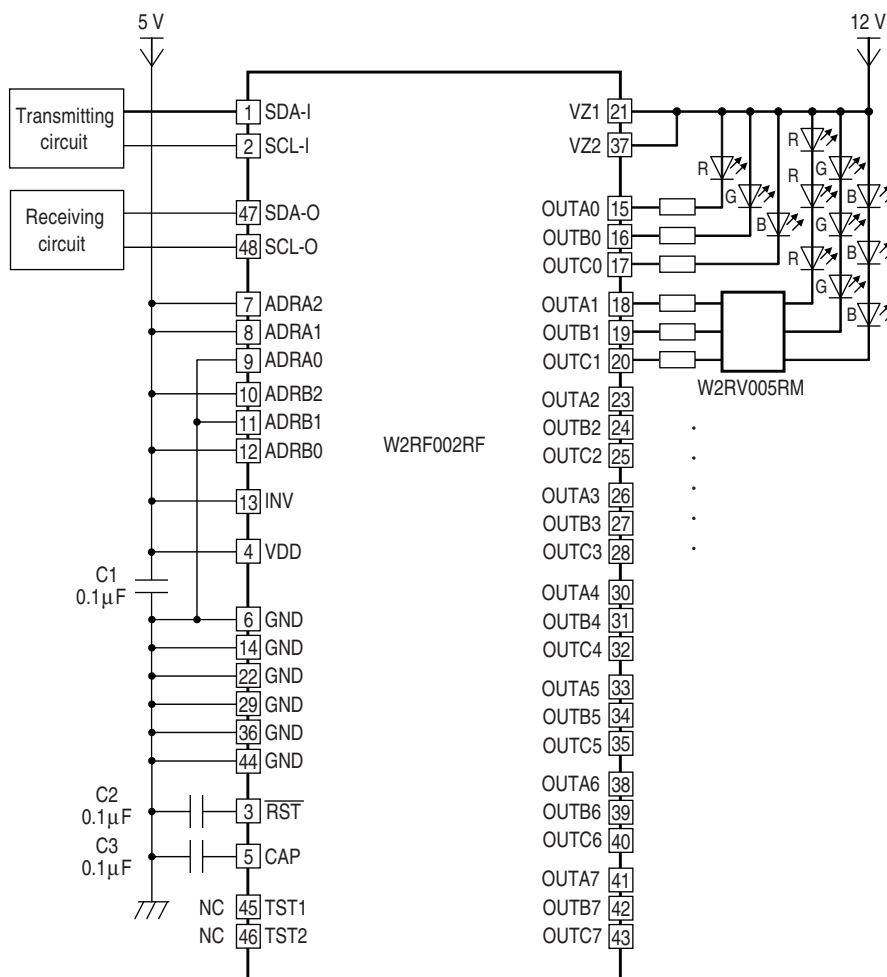 5 V
12 V
Transmitting
circuit
Receiving
circuit
1 SDA-I
2 SCL-I
47 SDA-O
48 SCL-O
7 ADRA2
8 ADRA1
9 ADRA0
10 ADRB2
11 ADRB1
12 ADRB0
13 INV
4 VDD
C1
0.1μF
6 GND
14 GND
22 GND
29 GND
36 GND
44 GND
C2
0.1μF
3 RST
C3
0.1μF
5 CAP
NC 45 TST1
NC 46 TST2
W2RF002RF
VZ1 21
VZ2 37
OUTA0 15
OUTB0 16
OUTC0 17
OUTA1 18
OUTB1 19
OUTC1 20
OUTA2 23
OUTB2 24
OUTC2 25
OUTA3 26
OUTB3 27
OUTC3 28
OUTA4 30
OUTB4 31
OUTC4 32
OUTA5 33
OUTB5 34
OUTC5 35
OUTA6 38
OUTB6 39
OUTC6 40
OUTA7 41
OUTB7 42
OUTC7 43
R
G
B
R
R
R
G
G
G
B
B
B
W2RV005RM